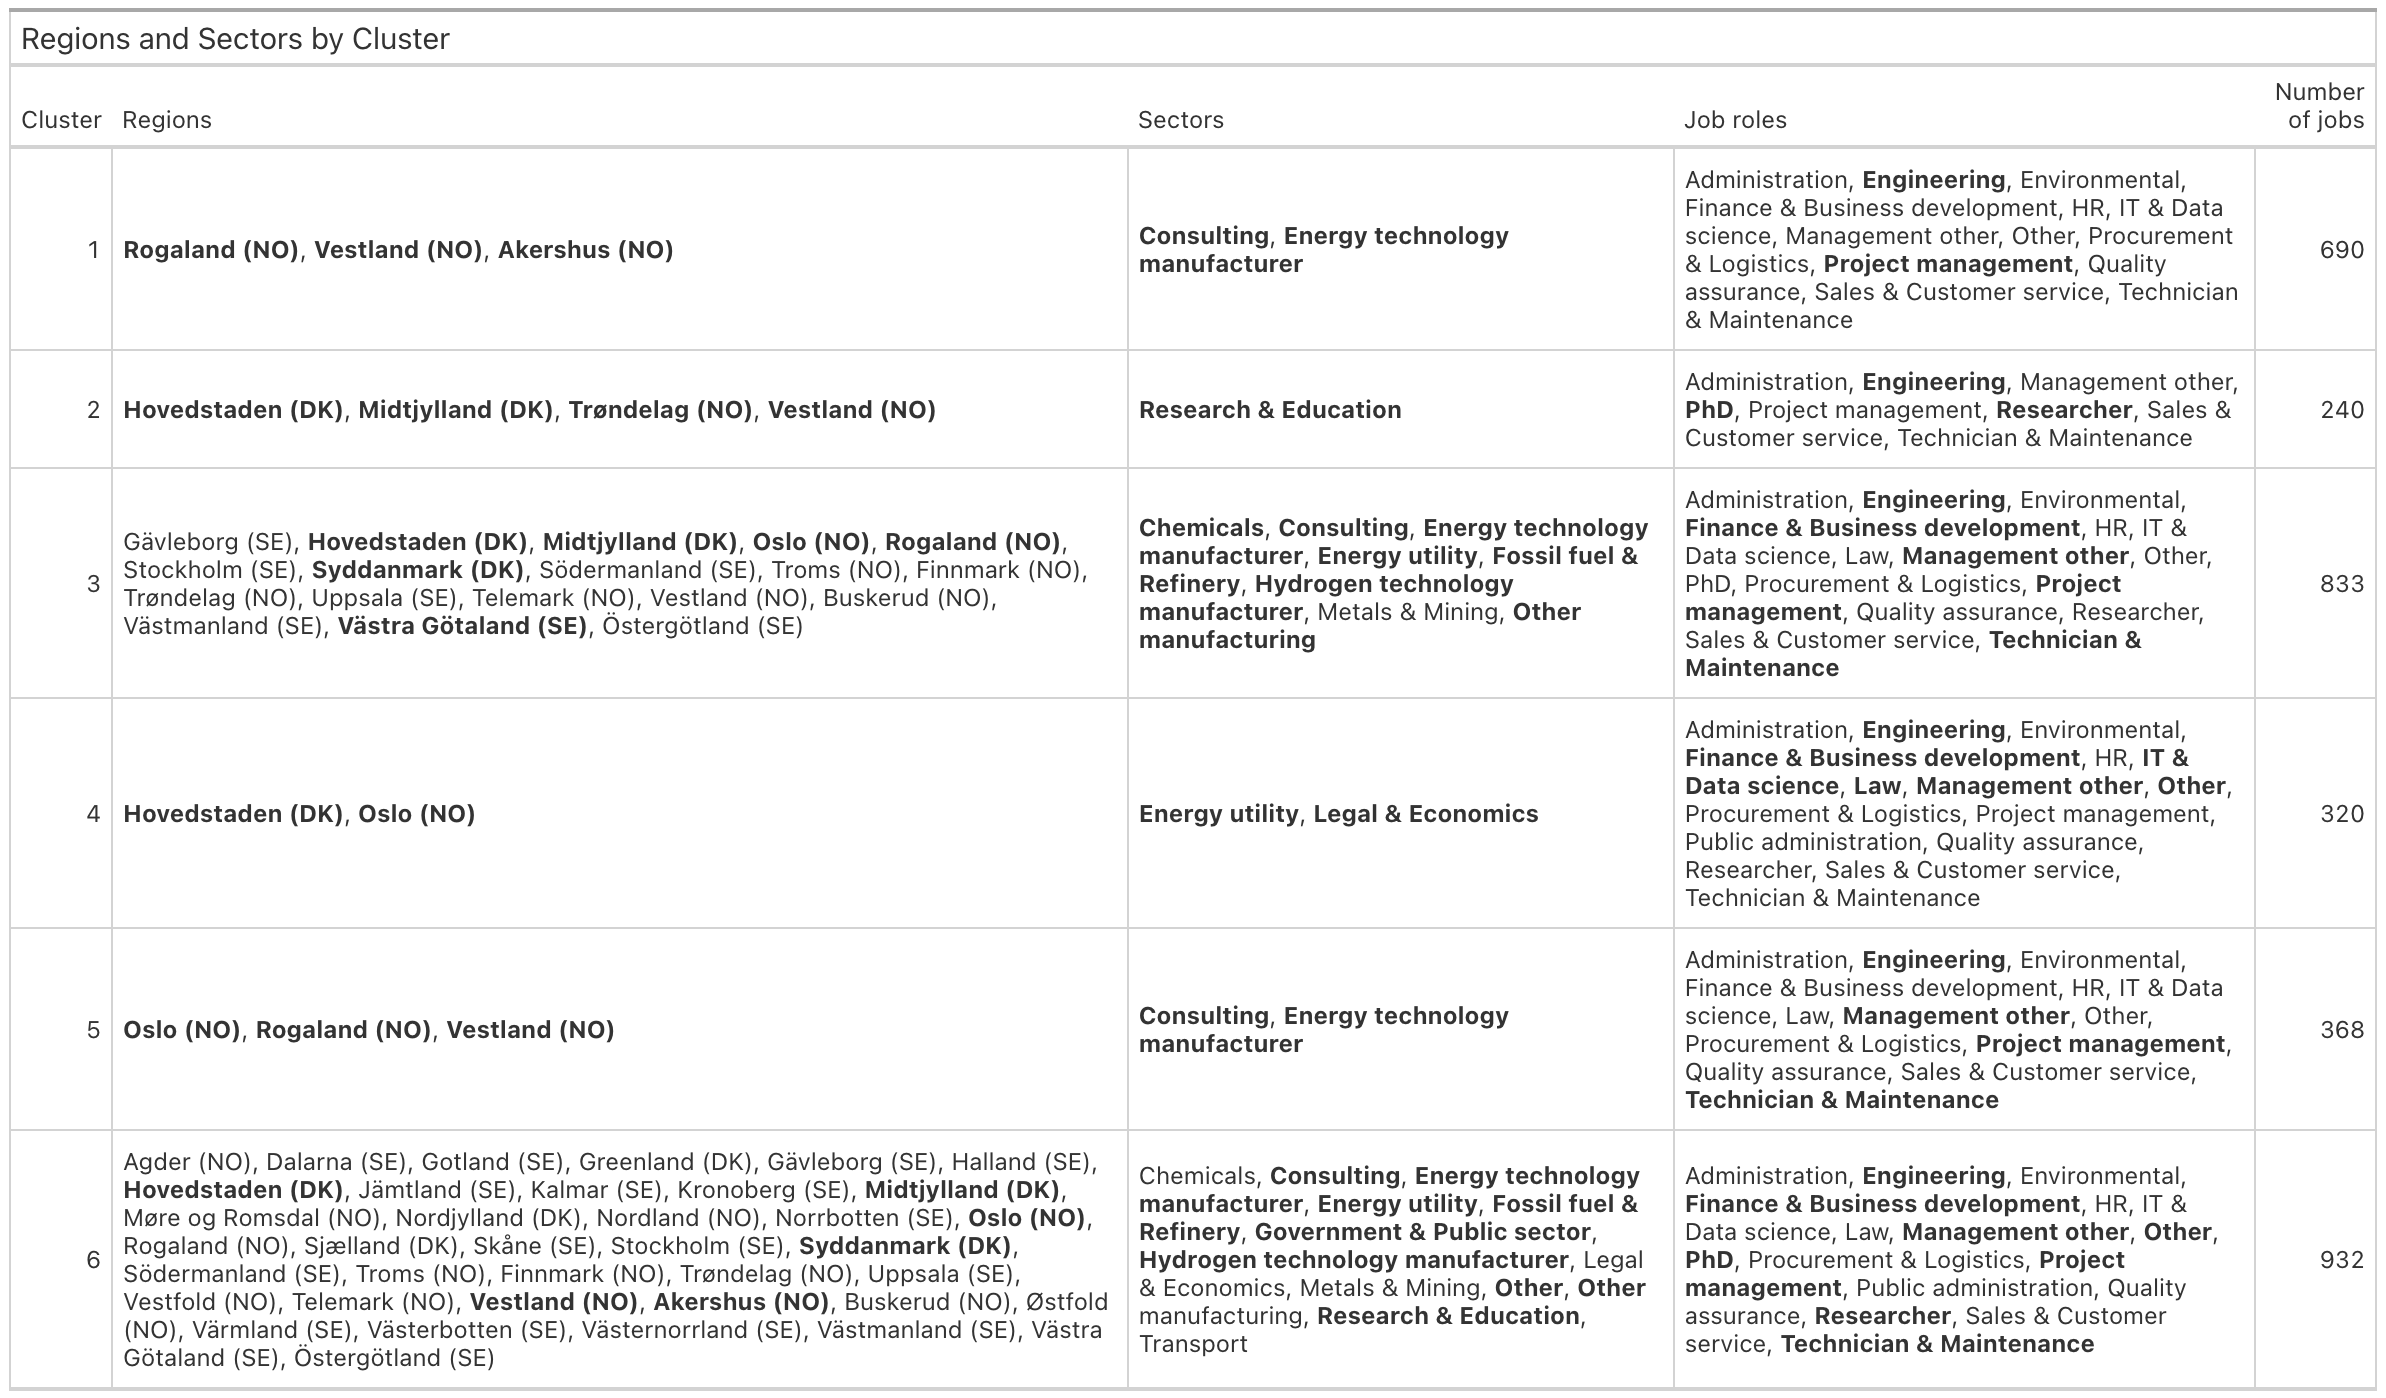 Regions and Sectors by Cluster
Cluster Regions Sectors Job roles Number of jobs
1
Rogaland (NO), Vestland (NO), Akershus (NO)
Consulting, Energy technology
manufacturer
Administration, Engineering, Environmental,
Finance & Business development, HR, IT & Data
science, Management other, Other, Procurement
& Logistics, Project management, Quality
assurance, Sales & Customer service, Technician
& Maintenance
690
2
Hovedstaden (DK), Midtjylland (DK), Trøndelag (NO), Vestland (NO)
Research & Education
Administration, Engineering, Management other,
PhD, Project management, Researcher, Sales &
Customer service, Technician & Maintenance
240
3
Gävleborg (SE), Hovedstaden (DK), Midtjylland (DK), Oslo (NO), Rogaland (NO),
Stockholm (SE), Syddanmark (DK), Södermanland (SE), Troms (NO), Finnmark (NO),
Trøndelag (NO), Uppsala (SE), Telemark (NO), Vestland (NO), Buskerud (NO),
Västmanland (SE), Västra Götaland (SE), Östergötland (SE)
Chemicals, Consulting, Energy technology
manufacturer, Energy utility, Fossil fuel &
Refinery, Hydrogen technology
manufacturer, Metals & Mining, Other
manufacturing
Administration, Engineering, Environmental,
Finance & Business development, HR, IT &
Data science, Law, Management other, Other,
PhD, Procurement & Logistics, Project
management, Quality assurance, Researcher,
Sales & Customer service, Technician &
Maintenance
833
4
Hovedstaden (DK), Oslo (NO)
Energy utility, Legal & Economics
Administration, Engineering, Environmental,
Finance & Business development, HR, IT &
Data science, Law, Management other, Other,
Procurement & Logistics, Project management,
Public administration, Quality assurance,
Researcher, Sales & Customer service,
Technician & Maintenance
320
5
Oslo (NO), Rogaland (NO), Vestland (NO)
Consulting, Energy technology
manufacturer
Administration, Engineering, Environmental,
Finance & Business development, HR, IT & Data
science, Law, Management other, Other,
Procurement & Logistics, Project management,
Quality assurance, Sales & Customer service,
Technician & Maintenance
368
6
Agder (NO), Dalarna (SE), Gotland (SE), Greenland (DK), Gävleborg (SE), Halland (SE),
Hovedstaden (DK), Jämtland (SE), Kalmar (SE), Kronoberg (SE), Midtjylland (DK),
Møre og Romsdal (NO), Nordjylland (DK), Nordland (NO), Norrbotten (SE), Oslo (NO),
Rogaland (NO), Sjælland (DK), Skåne (SE), Stockholm (SE), Syddanmark (DK),
Södermanland (SE), Troms (NO), Finnmark (NO), Trøndelag (NO), Uppsala (SE),
Vestfold (NO), Telemark (NO), Vestland (NO), Akershus (NO), Buskerud (NO), Østfold
(NO), Värmland (SE), Västerbotten (SE), Västernorrland (SE), Västmanland (SE), Västra
Götaland (SE), Östergötland (SE)
Chemicals, Consulting, Energy technology
manufacturer, Energy utility, Fossil fuel &
Refinery, Government & Public sector,
Hydrogen technology manufacturer, Legal
& Economics, Metals & Mining, Other, Other
manufacturing, Research & Education,
Transport
Administration, Engineering, Environmental,
Finance & Business development, HR, IT &
Data science, Law, Management other, Other,
PhD, Procurement & Logistics, Project
management, Public administration, Quality
assurance, Researcher, Sales & Customer
service, Technician & Maintenance
932